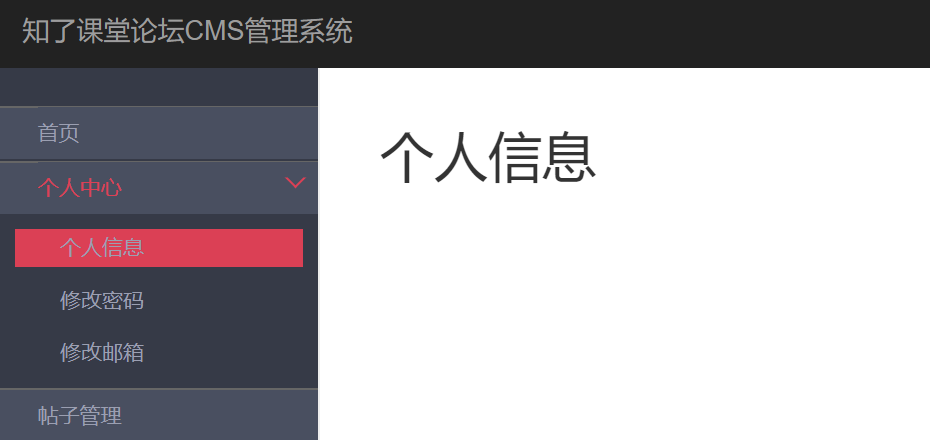 知了课堂论坛CMS管理系统
首页
个人中心
个人信息
修改密码
修改邮箱
帖子管理
个人信息